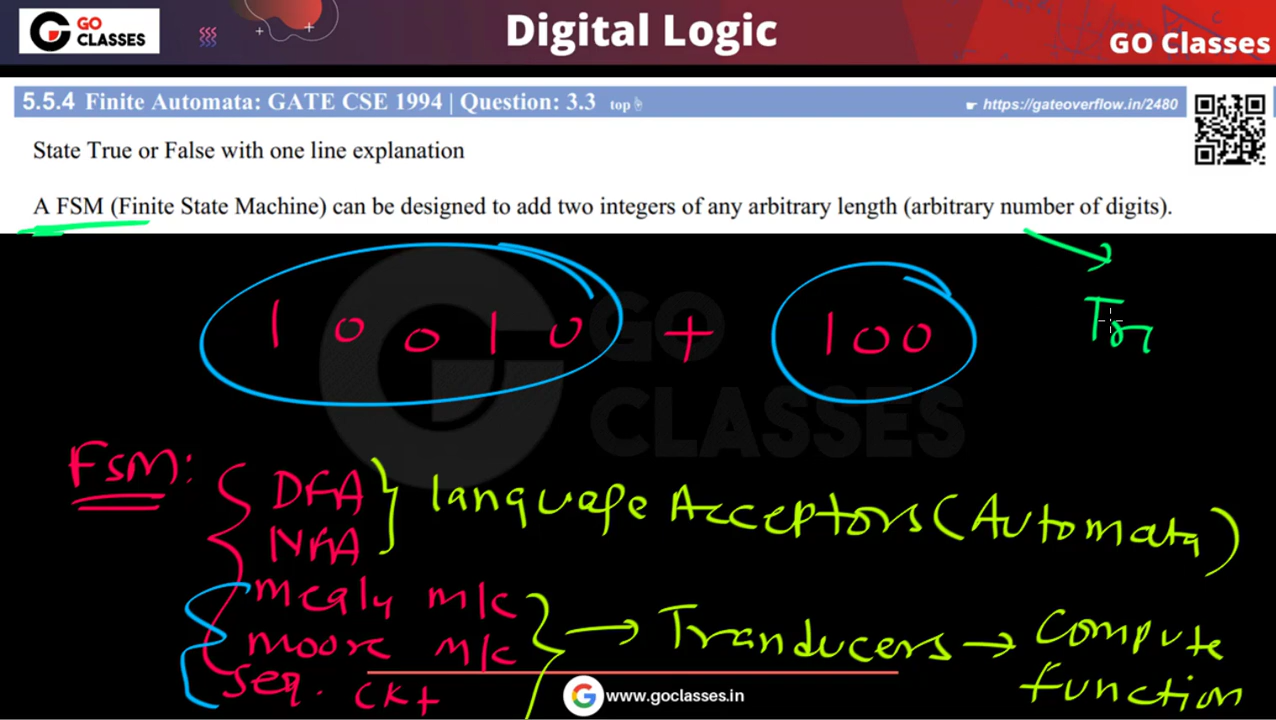 GO
CLASSES
Digital Logic
GO Classes
5.5.4 Finite Automata: GATE CSE 1994 | Question: 3.3 top
https://gateoverflow.in/2480
State True or False with one line explanation
A FSM (Finite State Machine) can be designed to add two integers of any arbitrary length (arbitrary number of digits).
10010 + 100
GO
CLASSES
FSM:
DFA
NFA
language Acceptors (Automata)
mealy m/c
moore m/c
seq. ckt
→ Tranducers → Compute
function
www.goclasses.in